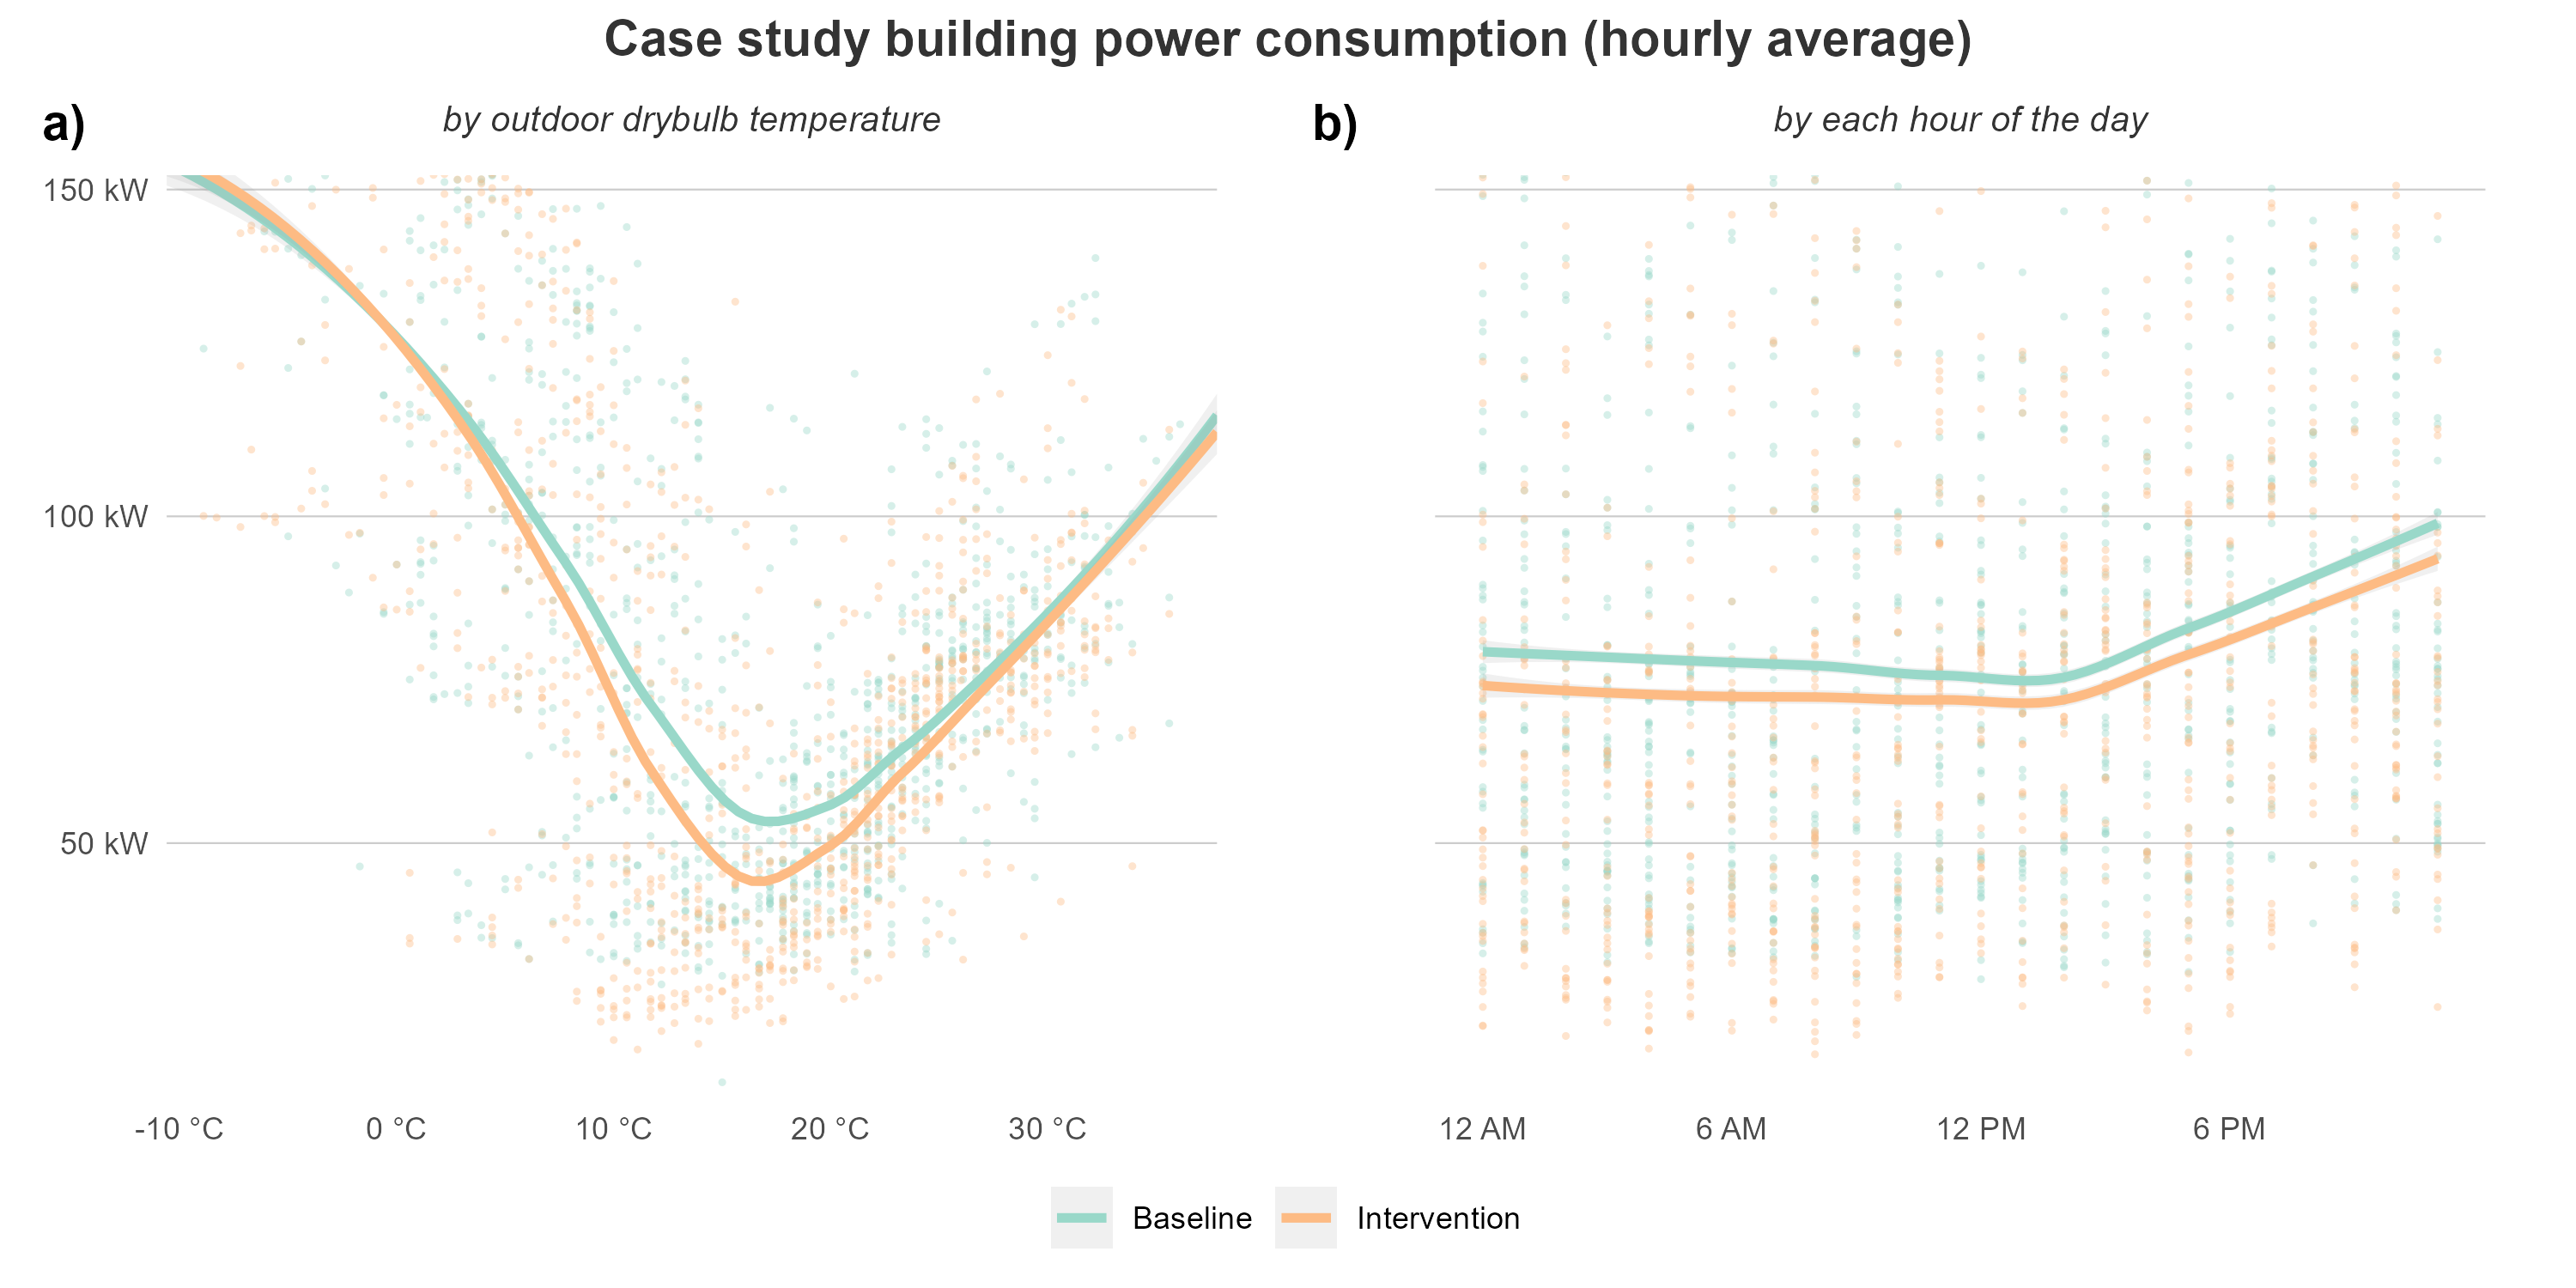 Case study building power consumption (hourly average)
a)
by outdoor drybulb temperature
150 kW
100 kW
50 kW
-10 °C 0 °C 10 °C 20 °C 30 °C
b)
by each hour of the day
12 AM 6 AM 12 PM 6 PM
Baseline Intervention